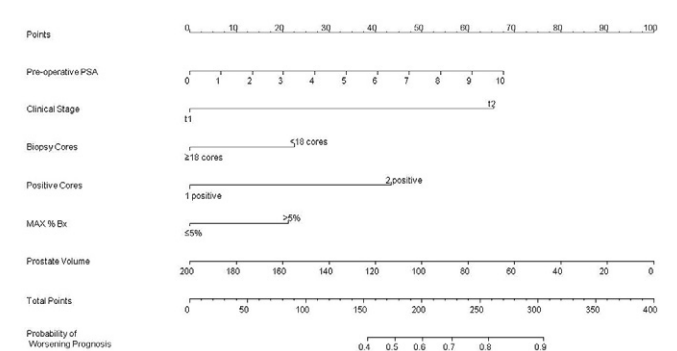 Points 0 10 20 30 40 50 60 70 80 90 100
Pre-operative PSA 0 1 2 3 4 5 6 7 8 9 10
Clinical Stage t2
t1
Biopsy Cores ≤18 cores
≥18 cores
Positive Cores 2 positive
1 positive
MAX % Bx >5%
≤5%
Prostate Volume 200 180 160 140 120 100 80 60 40 20 0
Total Points 0 50 100 150 200 250 300 350 400
Probability of
Worsening Prognosis 0.4 0.5 0.6 0.7 0.8 0.9